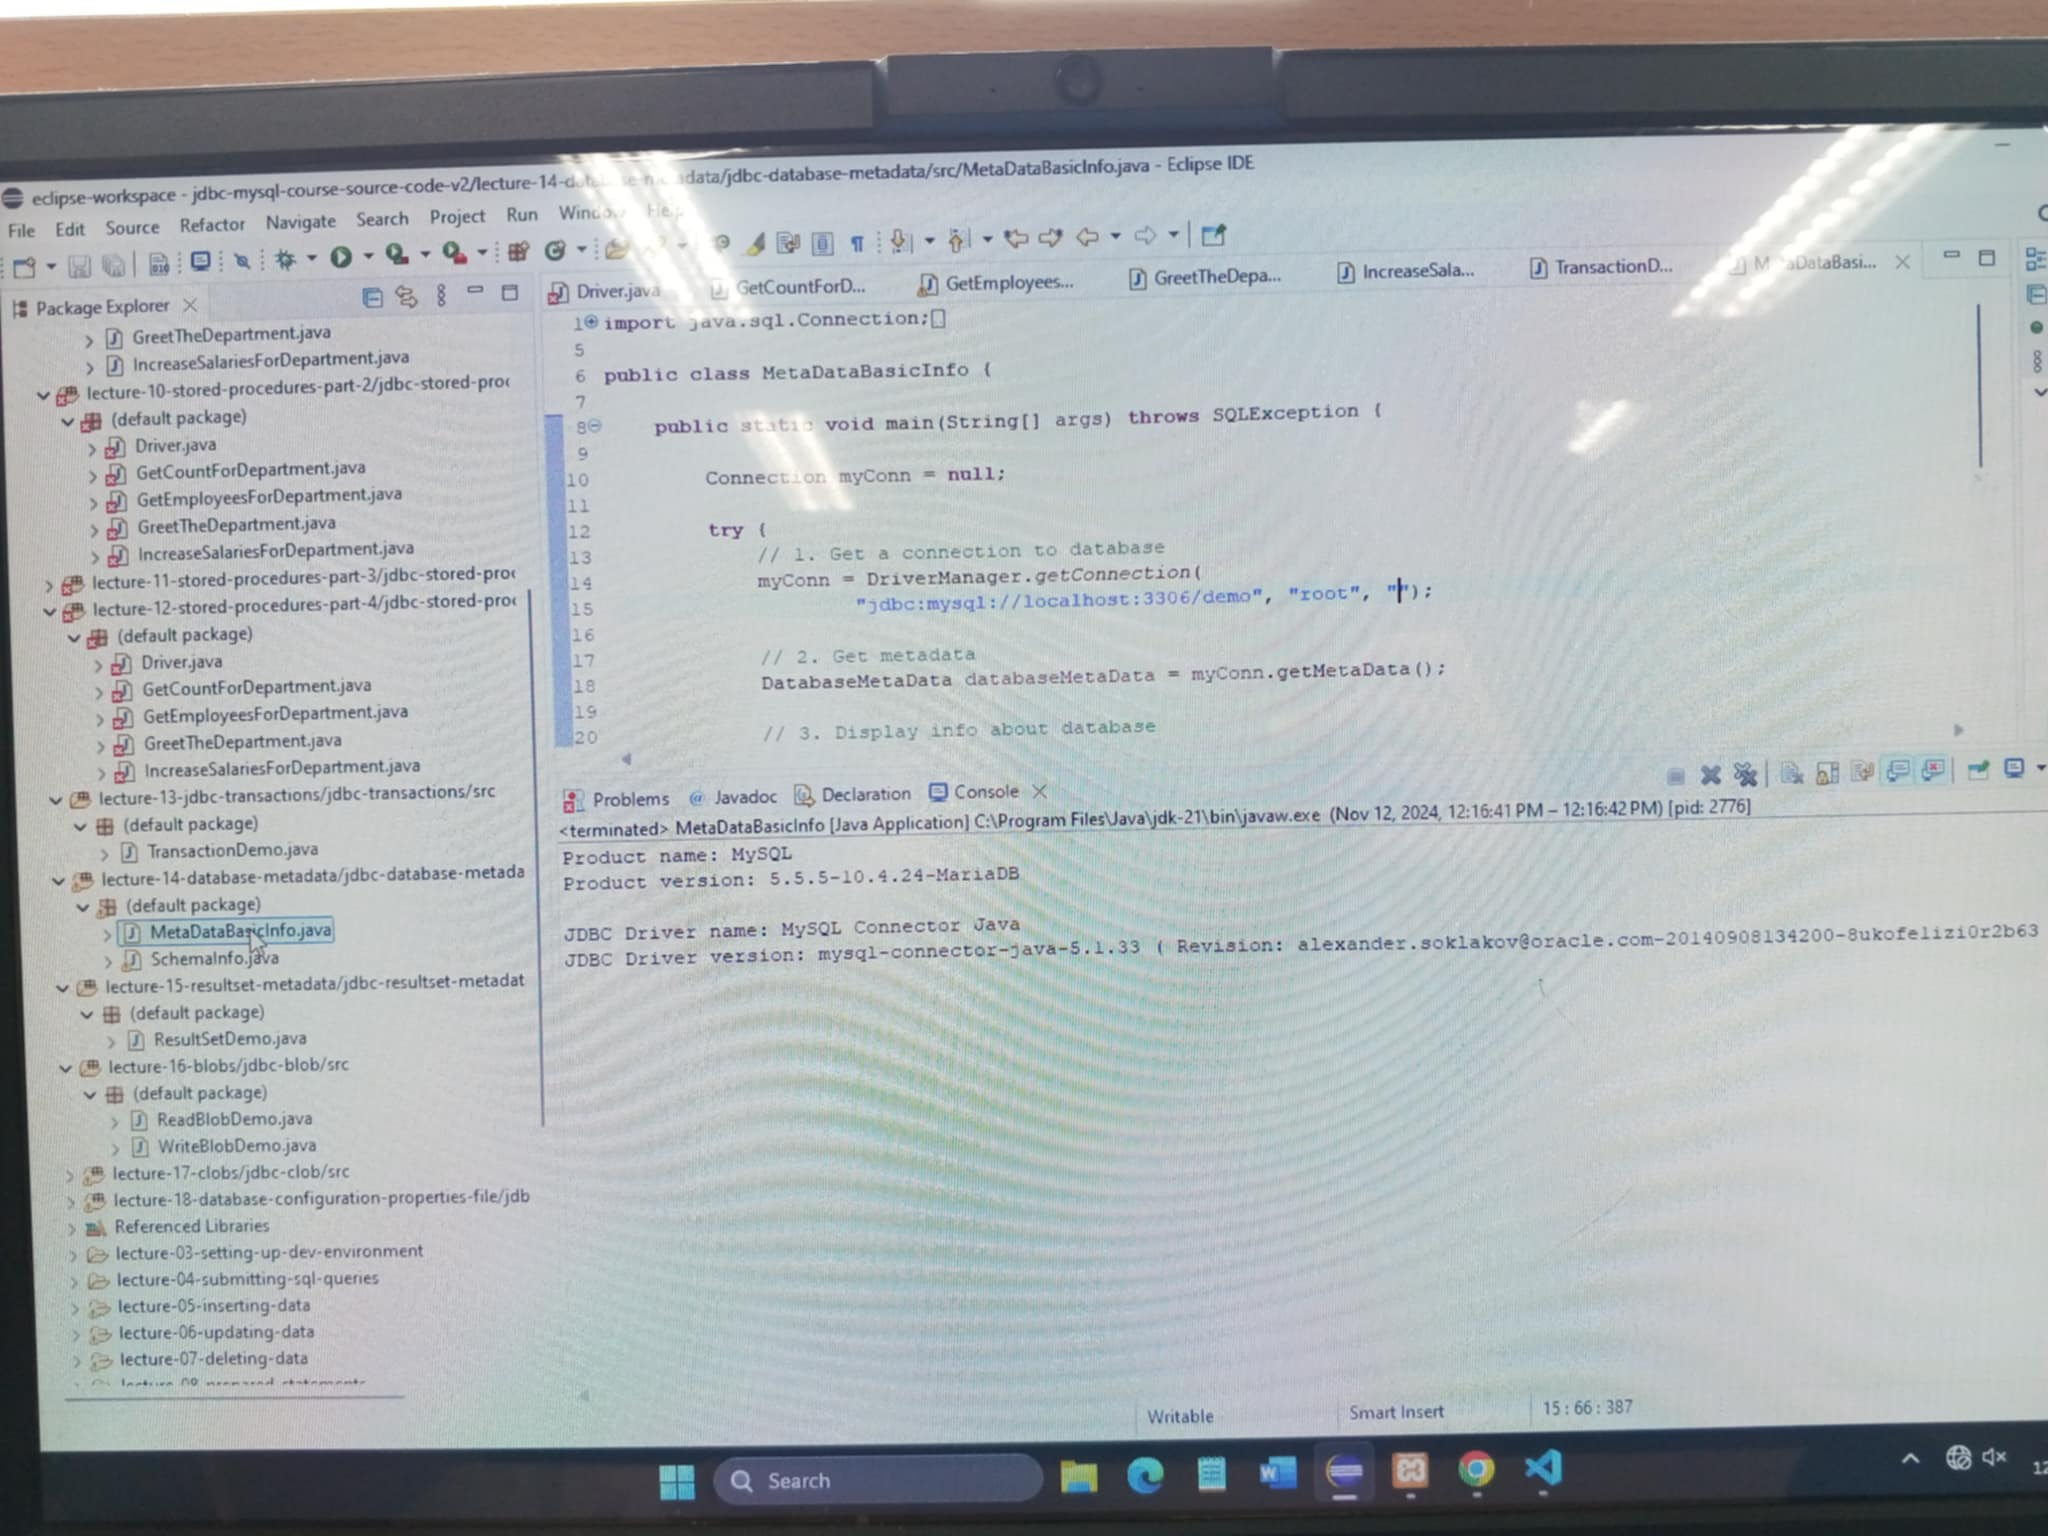 eclipse-workspace - jdbc-mysql-course-source-code-v2/lecture-14-database-metadata/jdbc-database-metadata/src/MetaDataBasicInfo.java - Eclipse IDE
File Edit Source Refactor Navigate Search Project Run Window Help
Package Explorer
GreetTheDepartment.java
IncreaseSalariesForDepartment.java
lecture-10-stored-procedures-part-2/jdbc-stored-proc
(default package)
Driver.java
GetCountForDepartment.java
GetEmployeesForDepartment.java
GreetTheDepartment.java
IncreaseSalariesForDepartment.java
lecture-11-stored-procedures-part-3/jdbc-stored-proc
lecture-12-stored-procedures-part-4/jdbc-stored-proc
(default package)
Driver.java
GetCountForDepartment.java
GetEmployeesForDepartment.java
GreetTheDepartment.java
IncreaseSalariesForDepartment.java
lecture-13-jdbc-transactions/jdbc-transactions/src
(default package)
TransactionDemo.java
lecture-14-database-metadata/jdbc-database-metada
(default package)
MetaDataBasicInfo.java
SchemaInfo.java
lecture-15-resultset-metadata/jdbc-resultset-metadat
(default package)
ResultSetDemo.java
lecture-16-blobs/jdbc-blob/src
(default package)
ReadBlobDemo.java
WriteBlobDemo.java
lecture-17-clobs/jdbc-clob/src
lecture-18-database-configuration-properties-file/jdb
Referenced Libraries
lecture-03-setting-up-dev-environment
lecture-04-submitting-sql-queries
lecture-05-inserting-data
lecture-06-updating-data
lecture-07-deleting-data
Driver.java GetCountForD... GetEmployees... GreetTheDepa... IncreaseSala... TransactionD... MetaDataBasi...
1 import java.sql.Connection;
5
6 public class MetaDataBasicInfo {
7
8 public static void main(String[] args) throws SQLException {
9
10 Connection myConn = null;
11
12 try {
13 // 1. Get a connection to database
14 myConn = DriverManager.getConnection(
15 "jdbc:mysql://localhost:3306/demo", "root", "");
16
17 // 2. Get metadata
18 DatabaseMetaData databaseMetaData = myConn.getMetaData();
19
20 // 3. Display info about database
Problems Javadoc Declaration Console
<terminated> MetaDataBasicInfo [Java Application] C:\Program Files\Java\jdk-21\bin\javaw.exe (Nov 12, 2024, 12:16:41 PM – 12:16:42 PM) [pid: 2776]
Product name: MySQL
Product version: 5.5.5-10.4.24-MariaDB
JDBC Driver name: MySQL Connector Java
JDBC Driver version: mysql-connector-java-5.1.33 ( Revision: alexander.soklakov@oracle.com-20140908134200-8ukofelizi0r2b63
Writable Smart Insert 15 : 66 : 387
Search